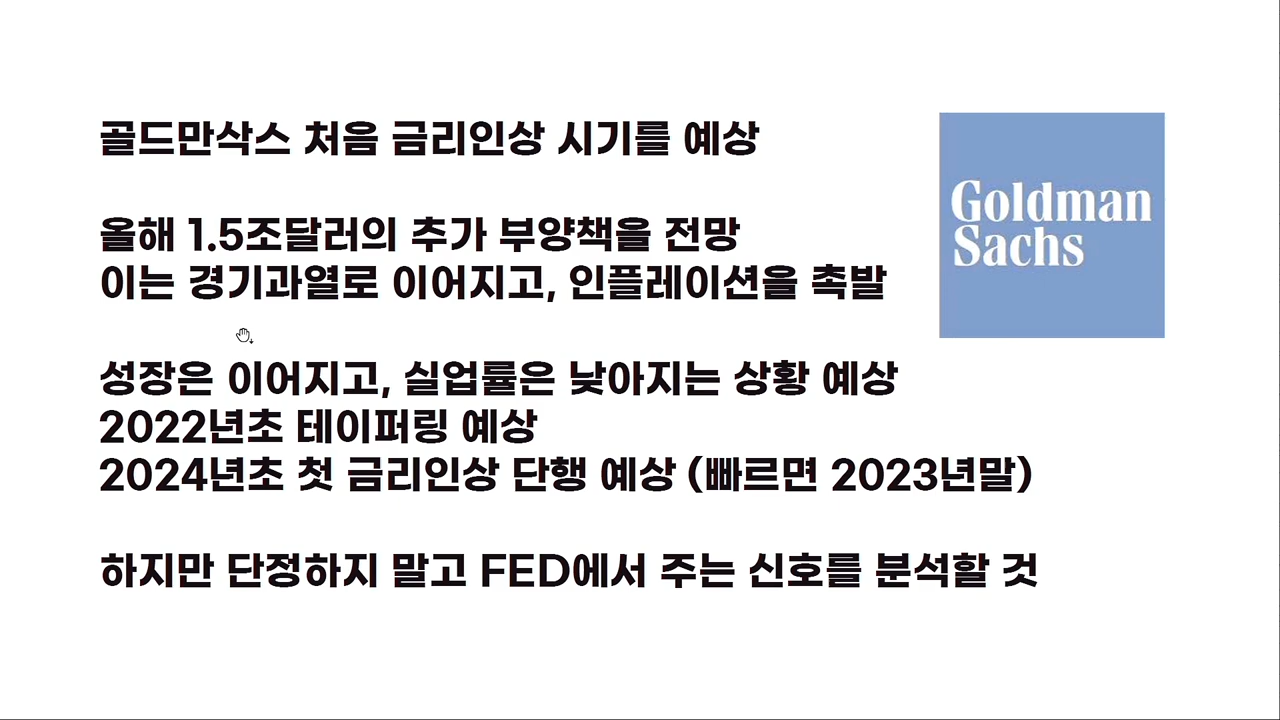 골드만삭스 처음 금리인상 시기를 예상
Goldman
Sachs
올해 1.5조달러의 추가 부양책을 전망
이는 경기과열로 이어지고, 인플레이션을 촉발
성장은 이어지고, 실업률은 낮아지는 상황 예상
2022년초 테이퍼링 예상
2024년초 첫 금리인상 단행 예상 (빠르면 2023년말)
하지만 단정하지 말고 FED에서 주는 신호를 분석할 것